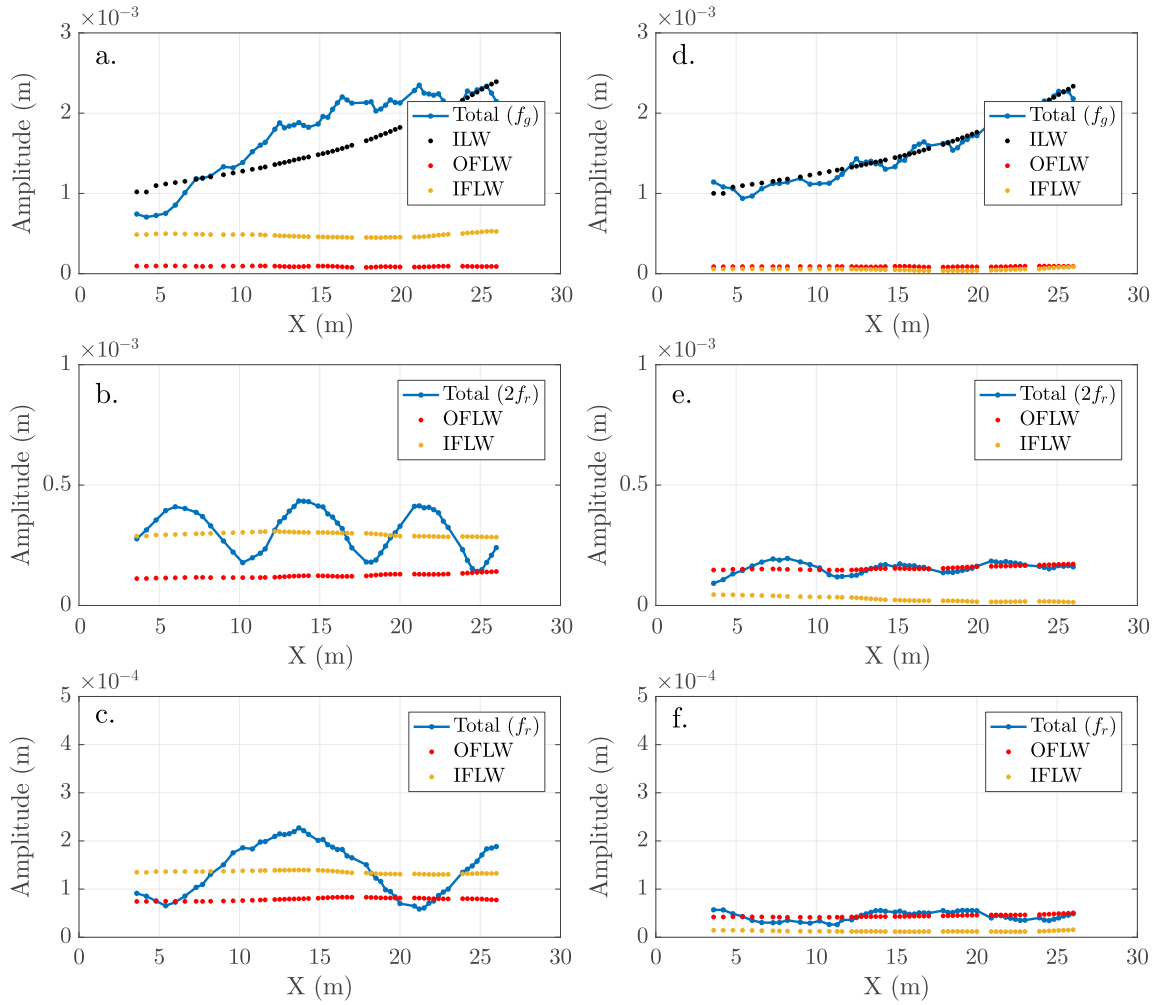 ×10⁻³
a.
3
2
1
0
Amplitude (m)
Total (f_g)
ILW
OFLW
IFLW
0 5 10 15 20 25 30
X (m)
×10⁻³
d.
3
2
1
0
Amplitude (m)
Total (f_g)
ILW
OFLW
IFLW
0 5 10 15 20 25 30
X (m)
×10⁻³
b.
1
0.5
0
Amplitude (m)
Total (2f_r)
OFLW
IFLW
0 5 10 15 20 25 30
X (m)
×10⁻³
e.
1
0.5
0
Amplitude (m)
Total (2f_r)
OFLW
IFLW
0 5 10 15 20 25 30
X (m)
×10⁻⁴
c.
5
4
3
2
1
0
Amplitude (m)
Total (f_r)
OFLW
IFLW
0 5 10 15 20 25 30
X (m)
×10⁻⁴
f.
5
4
3
2
1
0
Amplitude (m)
Total (f_r)
OFLW
IFLW
0 5 10 15 20 25 30
X (m)